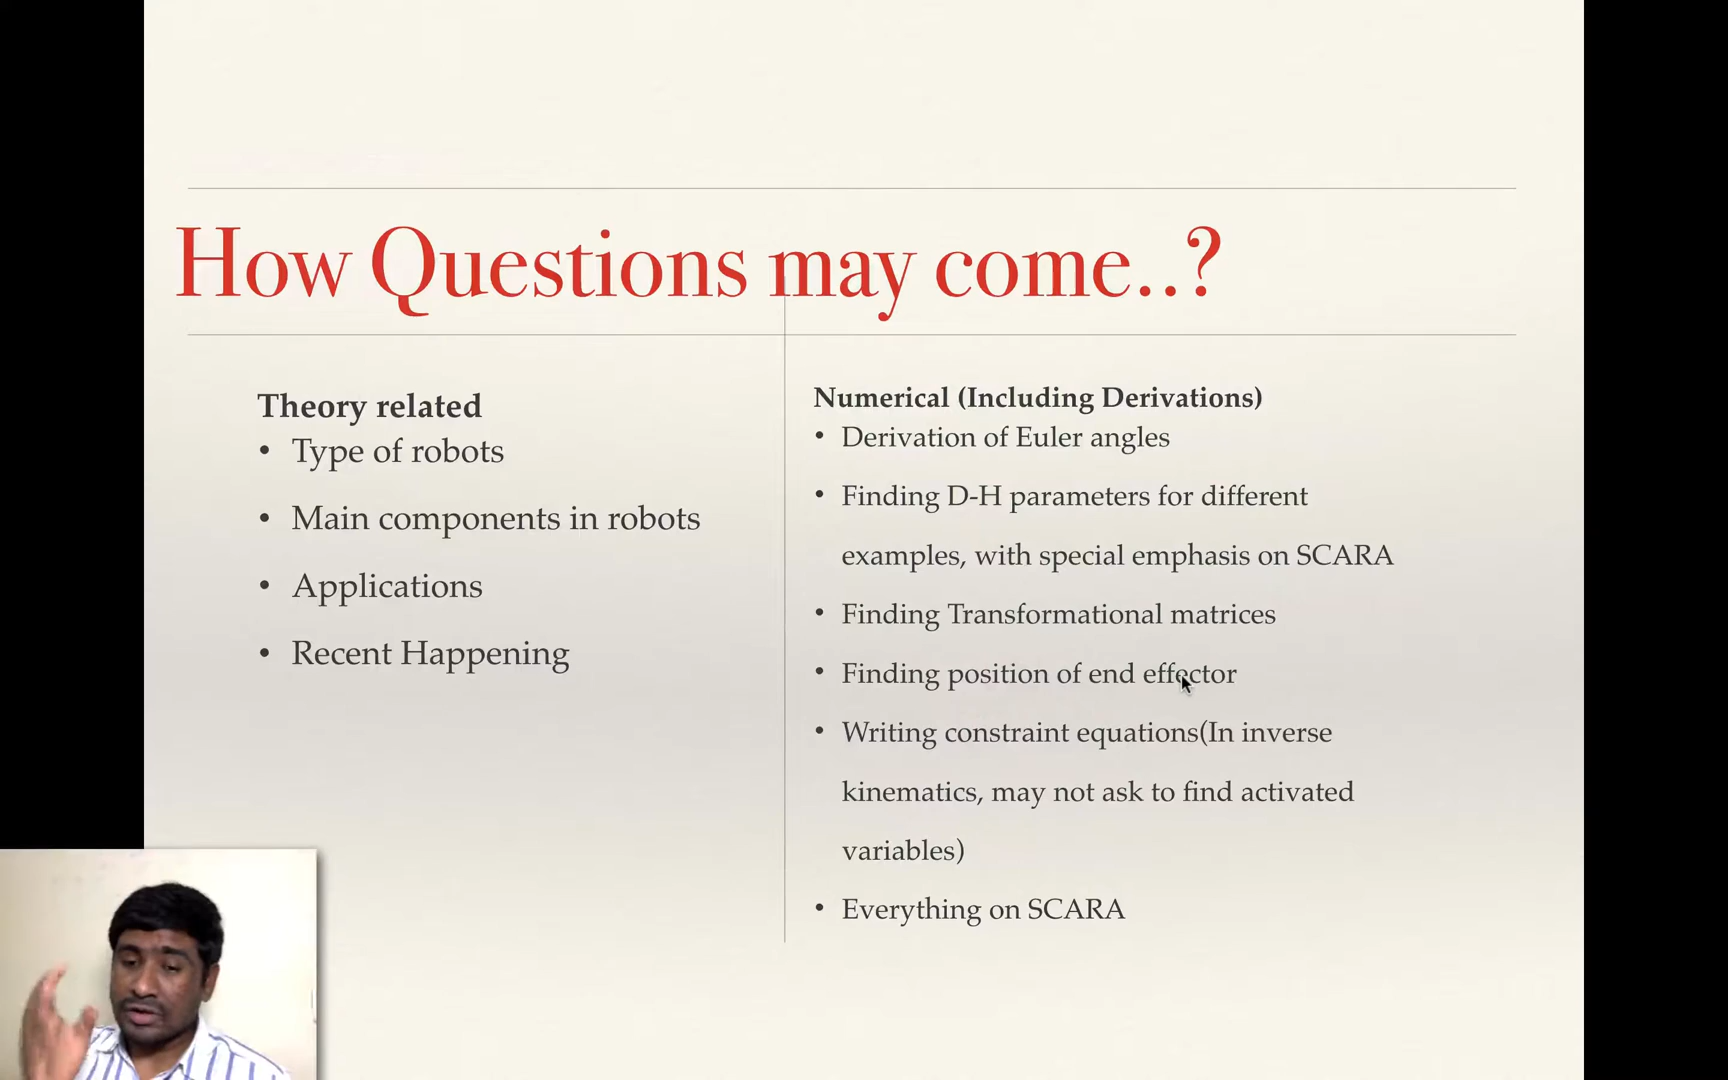 How Questions may come..?
Theory related
• Type of robots
• Main components in robots
• Applications
• Recent Happening
Numerical (Including Derivations)
• Derivation of Euler angles
• Finding D-H parameters for different
examples, with special emphasis on SCARA
• Finding Transformational matrices
• Finding position of end effector
• Writing constraint equations(In inverse
kinematics, may not ask to find activated
variables)
• Everything on SCARA